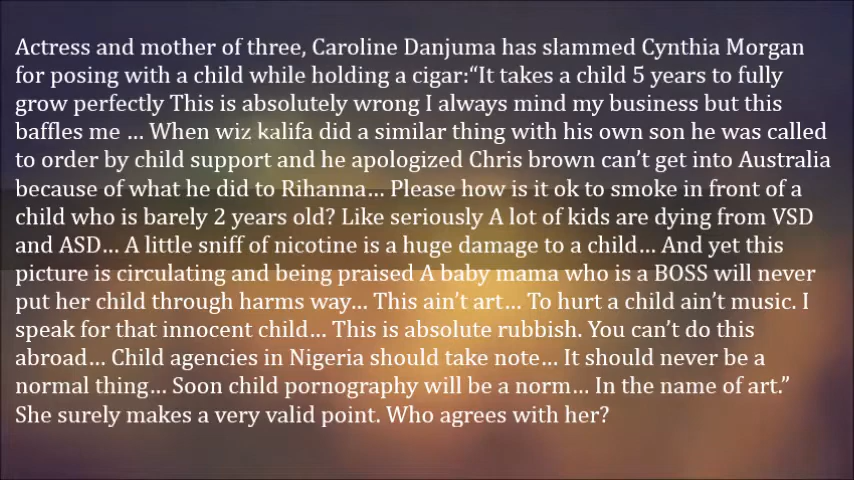 Actress and mother of three, Caroline Danjuma has slammed Cynthia Morgan
for posing with a child while holding a cigar:“It takes a child 5 years to fully
grow perfectly This is absolutely wrong I always mind my business but this
baffles me … When wiz kalifa did a similar thing with his own son he was called
to order by child support and he apologized Chris brown can’t get into Australia
because of what he did to Rihanna… Please how is it ok to smoke in front of a
child who is barely 2 years old? Like seriously A lot of kids are dying from VSD
and ASD… A little sniff of nicotine is a huge damage to a child… And yet this
picture is circulating and being praised A baby mama who is a BOSS will never
put her child through harms way… This ain’t art… To hurt a child ain’t music. I
speak for that innocent child… This is absolute rubbish. You can’t do this
abroad… Child agencies in Nigeria should take note… It should never be a
normal thing… Soon child pornography will be a norm… In the name of art.”
She surely makes a very valid point. Who agrees with her?